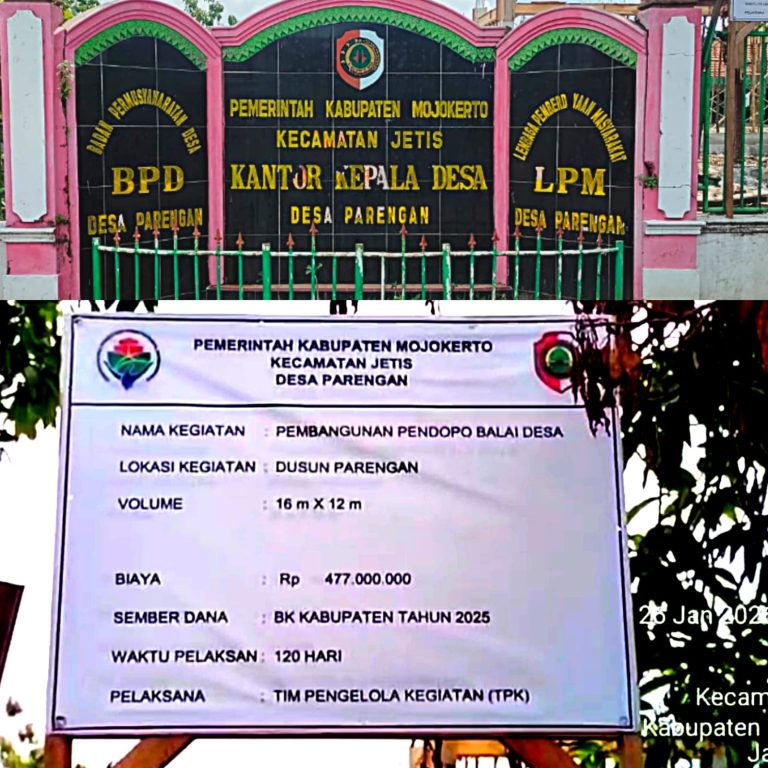 BADAN PERMUSYAWARATAN DESA
BPD
DESA PARENGAN
PEMERINTAH KABUPATEN MOJOKERTO
KECAMATAN JETIS
KANTOR KEPALA DESA
DESA PARENGAN
LEMBAGA PEMBERD YAAN MASYARAKAT
LPM
DESA PARENGAN
PEMERINTAH KABUPATEN MOJOKERTO
KECAMATAN JETIS
DESA PARENGAN
NAMA KEGIATAN : PEMBANGUNAN PENDOPO BALAI DESA
LOKASI KEGIATAN : DUSUN PARENGAN
VOLUME : 16 m X 12 m
BIAYA : Rp 477.000.000
SEMBER DANA : BK KABUPATEN TAHUN 2025
WAKTU PELAKSAN : 120 HARI
PELAKSANA : TIM PENGELOLA KEGIATAN (TPK)
Jan
Kecam
Kabupaten
Ja